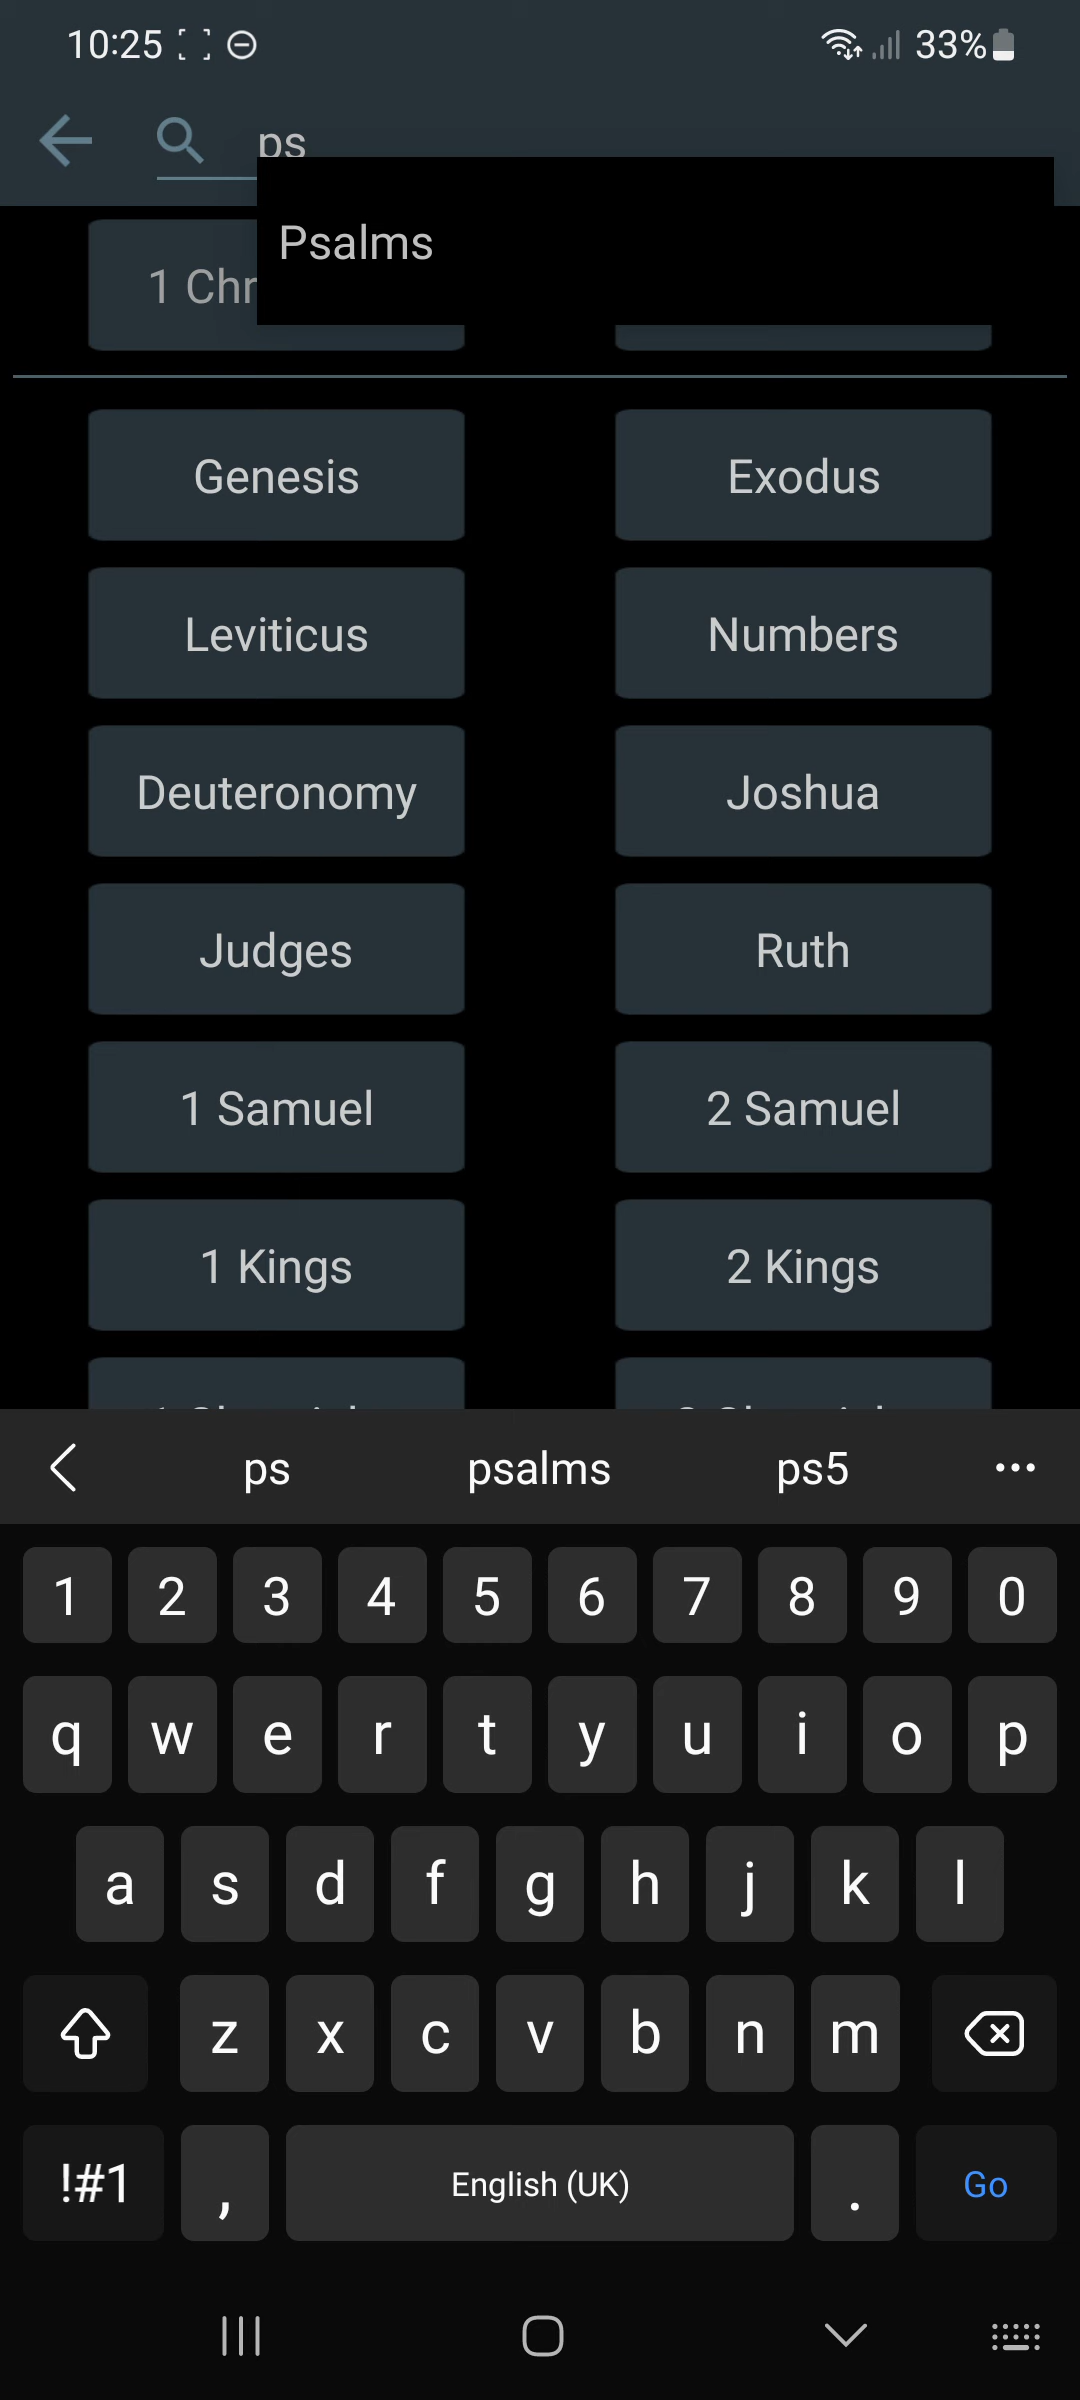 10:25 33%
ps
Psalms
1 Chr
Genesis Exodus
Leviticus Numbers
Deuteronomy Joshua
Judges Ruth
1 Samuel 2 Samuel
1 Kings 2 Kings
ps psalms ps5 ...
1 2 3 4 5 6 7 8 9 0
q w e r t y u i o p
a s d f g h j k l
z x c v b n m
!#1 , English (UK) . Go